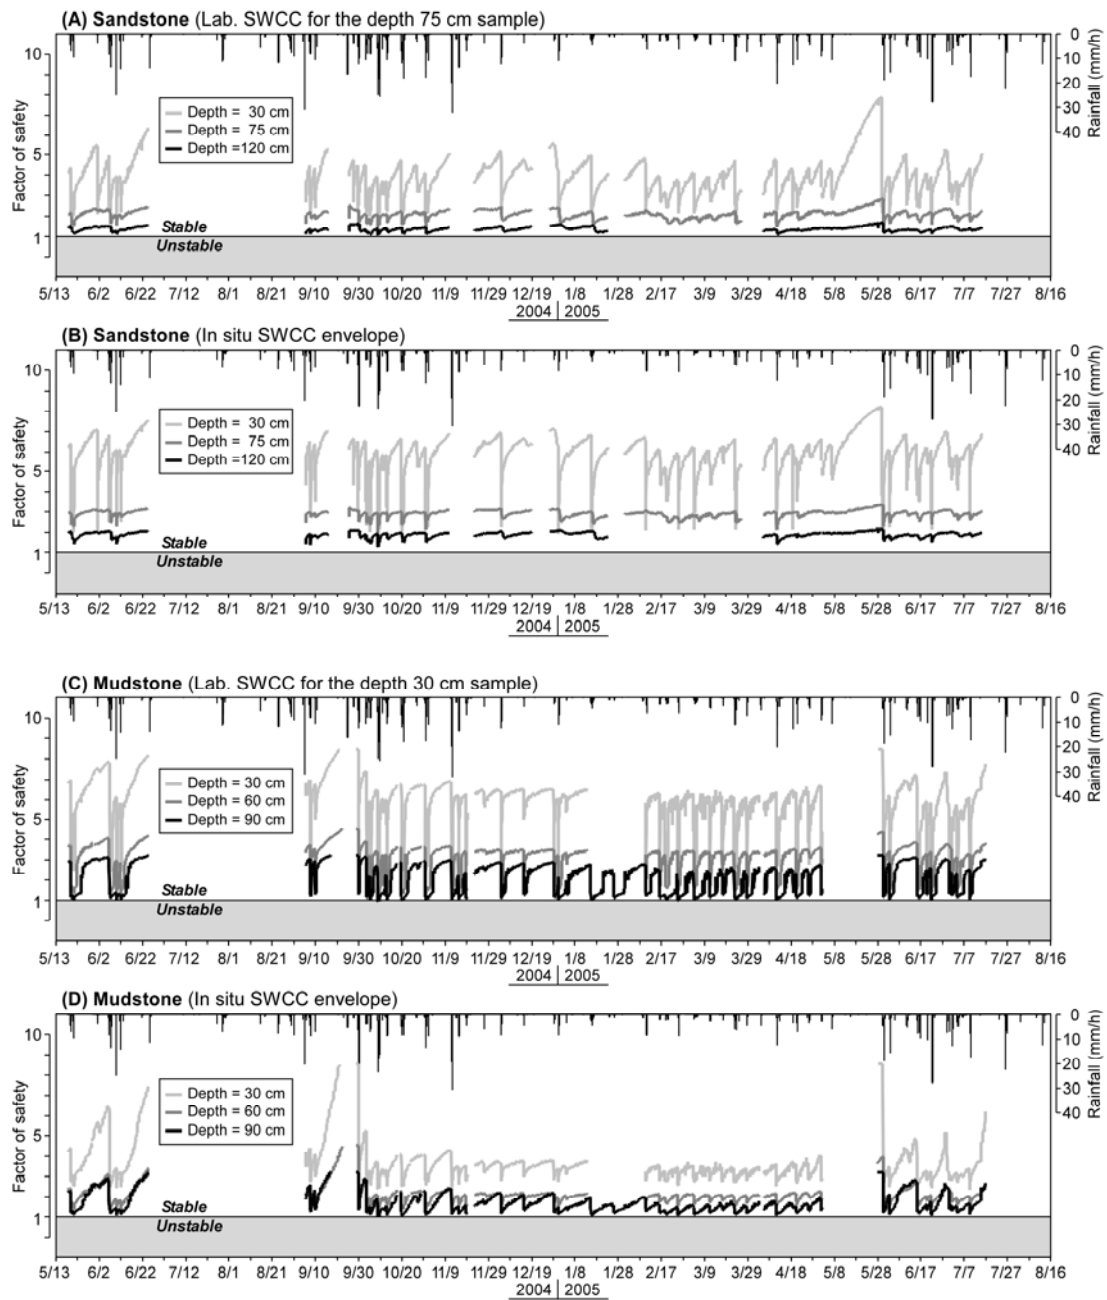 (A) Sandstone (Lab. SWCC for the depth 75 cm sample)
10
5
1
Factor of safety
Depth = 30 cm
Depth = 75 cm
Depth =120 cm
Stable
Unstable
0
10
20
30
40
Rainfall (mm/h)
5/13 6/2 6/22 7/12 8/1 8/21 9/10 9/30 10/20 11/9 11/29 12/19 1/8 1/28 2/17 3/9 3/29 4/18 5/8 5/28 6/17 7/7 7/27 8/16
2004 2005
(B) Sandstone (In situ SWCC envelope)
10
5
1
Factor of safety
Depth = 30 cm
Depth = 75 cm
Depth =120 cm
Stable
Unstable
0
10
20
30
40
Rainfall (mm/h)
5/13 6/2 6/22 7/12 8/1 8/21 9/10 9/30 10/20 11/9 11/29 12/19 1/8 1/28 2/17 3/9 3/29 4/18 5/8 5/28 6/17 7/7 7/27 8/16
2004 2005
(C) Mudstone (Lab. SWCC for the depth 30 cm sample)
10
5
1
Factor of safety
Depth = 30 cm
Depth = 60 cm
Depth = 90 cm
Stable
Unstable
0
10
20
30
40
Rainfall (mm/h)
5/13 6/2 6/22 7/12 8/1 8/21 9/10 9/30 10/20 11/9 11/29 12/19 1/8 1/28 2/17 3/9 3/29 4/18 5/8 5/28 6/17 7/7 7/27 8/16
2004 2005
(D) Mudstone (In situ SWCC envelope)
10
5
1
Factor of safety
Depth = 30 cm
Depth = 60 cm
Depth = 90 cm
Stable
Unstable
0
10
20
30
40
Rainfall (mm/h)
5/13 6/2 6/22 7/12 8/1 8/21 9/10 9/30 10/20 11/9 11/29 12/19 1/8 1/28 2/17 3/9 3/29 4/18 5/8 5/28 6/17 7/7 7/27 8/16
2004 2005